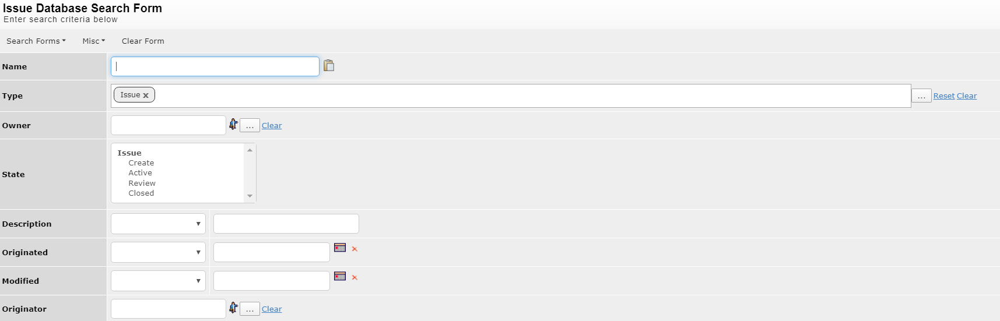 Issue Database Search Form
Enter search criteria below
Search Forms Misc Clear Form
Name
Type Issue x ... Reset Clear
Owner ... Clear
State
Issue
Create
Active
Review
Closed
Description
Originated
Modified
Originator ... Clear